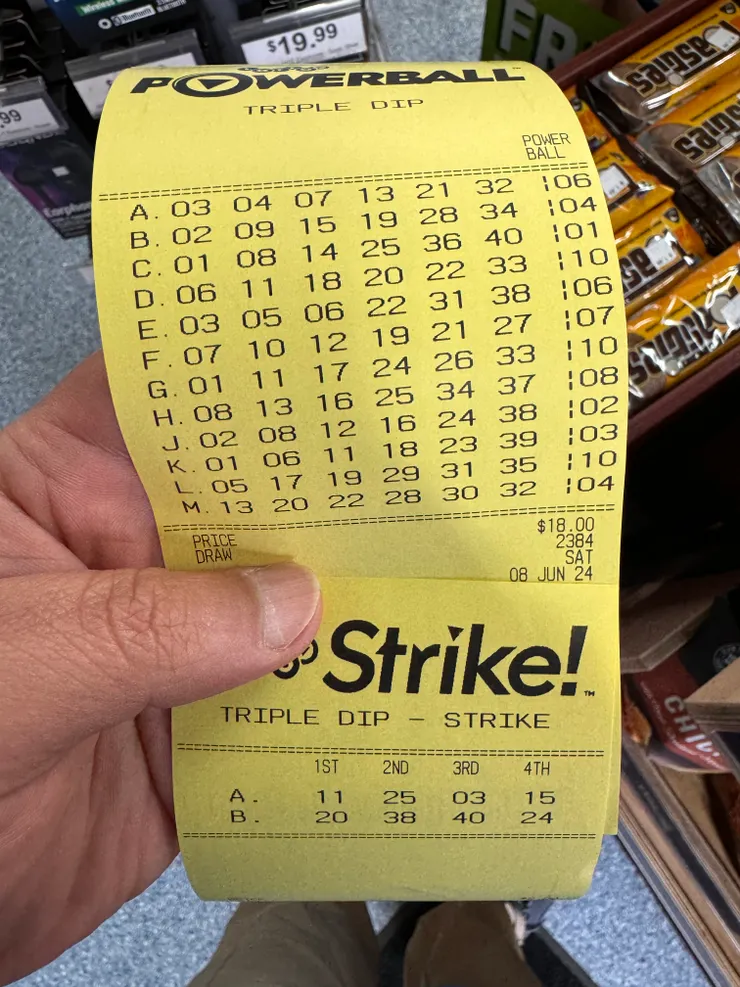 Bluetooth
$19.99
99
FR
POWERBALL
TRIPLE DIP
POWER
BALL
A. 03 04 07 13 21 32 06
B. 02 09 15 19 28 34 04
C. 01 08 14 25 36 40 01
D. 06 11 18 20 22 33 10
E. 03 05 06 22 31 38 06
F. 07 10 12 19 21 27 07
G. 01 11 17 24 26 33 10
H. 08 13 16 25 34 37 08
J. 02 08 12 16 24 38 02
K. 01 06 11 18 23 39 03
L. 05 17 19 29 31 35 10
M. 13 20 22 28 30 32 04
PRICE $18.00
DRAW 2384
SAT
08 JUN 24
Strike!™
TRIPLE DIP - STRIKE
1ST 2ND 3RD 4TH
A. 11 25 03 15
B. 20 38 40 24